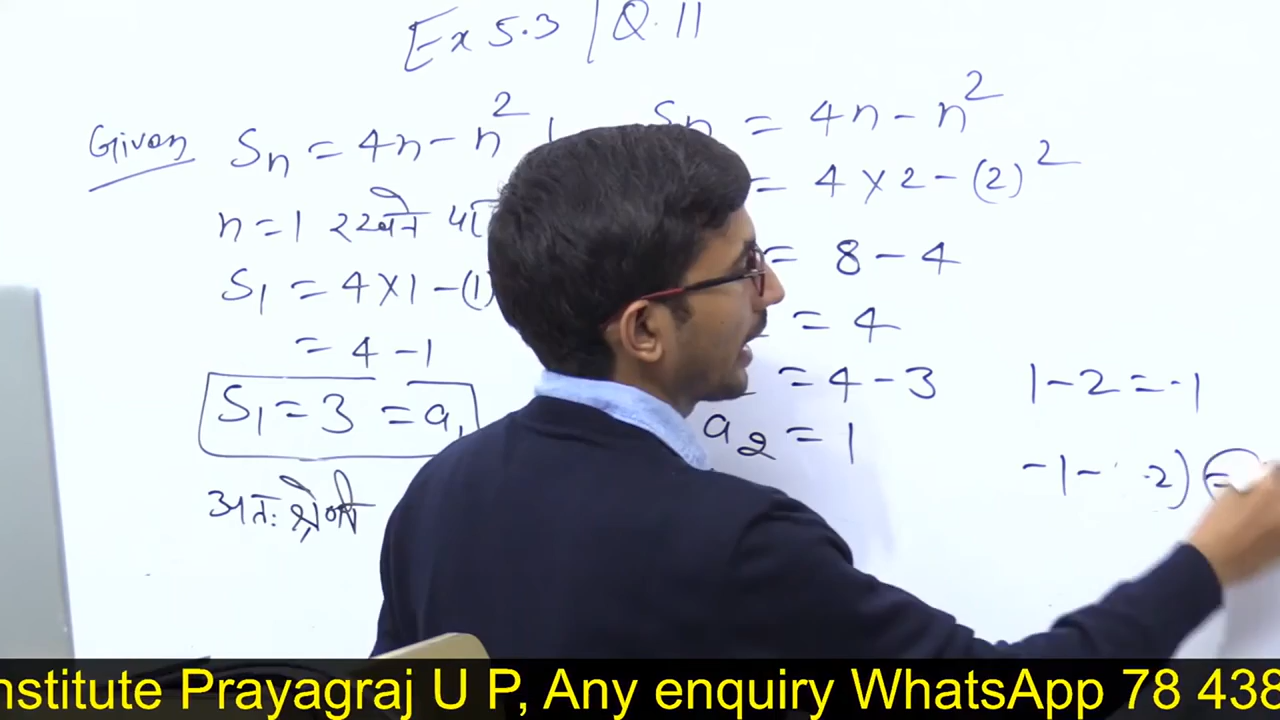 Ex 5.3 / Q.11
Given Sn = 4n - n²
n = 1 रखने पर
S₁ = 4×1 - (1)
= 4 - 1
S₁ = 3 = a₁
अतः श्रेणी
Sn = 4n - n²
= 4×2 - (2)²
= 8 - 4
= 4
= 4 - 3
a₂ = 1
1 - 2 = -1
-1 - 2) =
nstitute Prayagraj U P, Any enquiry WhatsApp 78 438